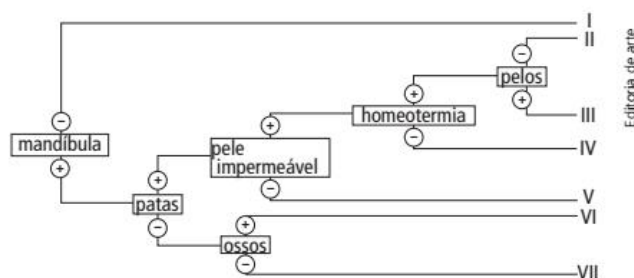 I
II
pelos
III
homeotermia
IV
mandíbula
pele
impermeável
V
patas
VI
ossos
VII
Editoria de arte
+
−